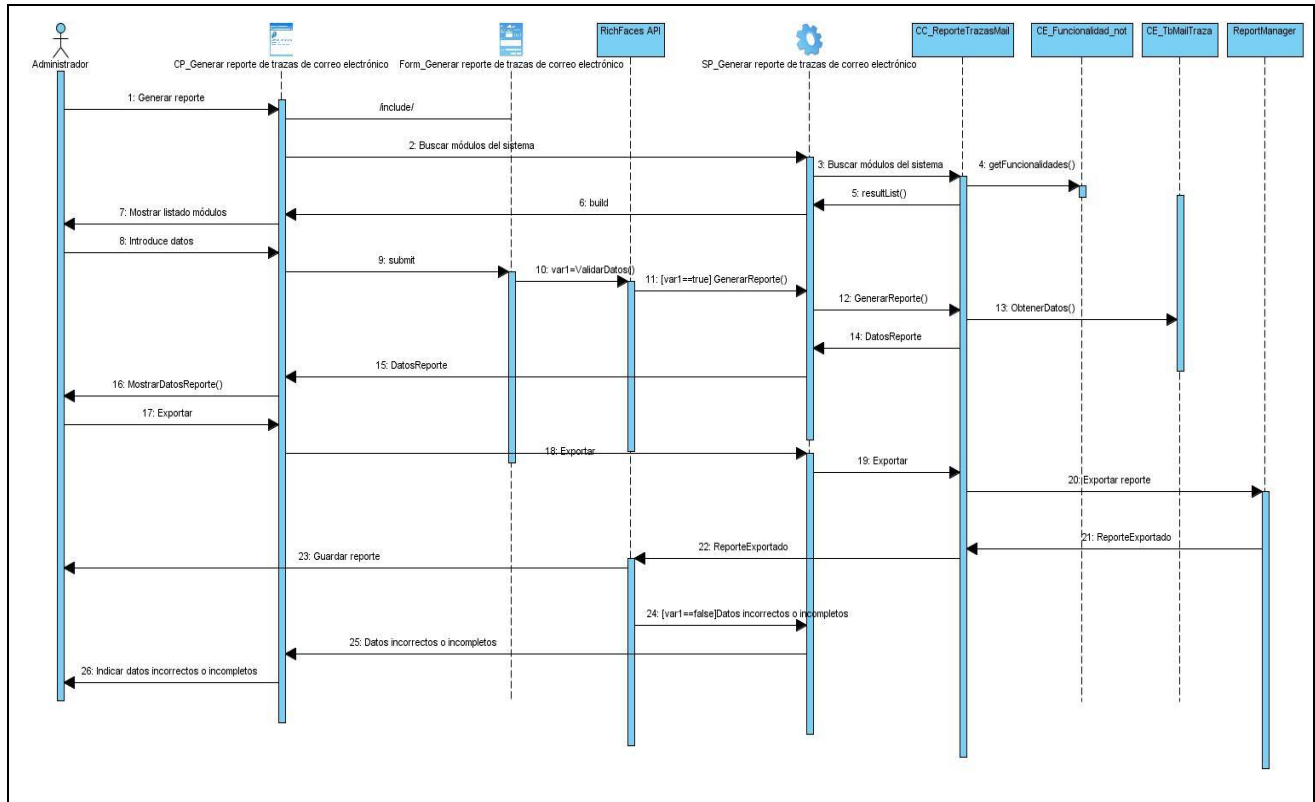 RichFaces API
CC_ReporteTrazasMail
CE_Funcionalidad_not
CE_TbMailTraza
ReportManager
Administrador
CP_Generar reporte de trazas de correo electrónico
Form_Generar reporte de trazas de correo electrónico
SP_Generar reporte de trazas de correo electrónico
1: Generar reporte
/include/
2: Buscar módulos del sistema
3: Buscar módulos del sistema
4: getFuncionalidades()
5: resultList()
6: build
7: Mostrar listado módulos
8: Introduce datos
9: submit
10: var1=ValidarDatos()
11: [var1==true] GenerarReporte()
12: GenerarReporte()
13: ObtenerDatos()
14: DatosReporte
15: DatosReporte
16: MostrarDatosReporte()
17: Exportar
18: Exportar
19: Exportar
20: Exportar reporte
21: ReporteExportado
22: ReporteExportado
23: Guardar reporte
24: [var1==false]Datos incorrectos o incompletos
25: Datos incorrectos o incompletos
26: Indicar datos incorrectos o incompletos